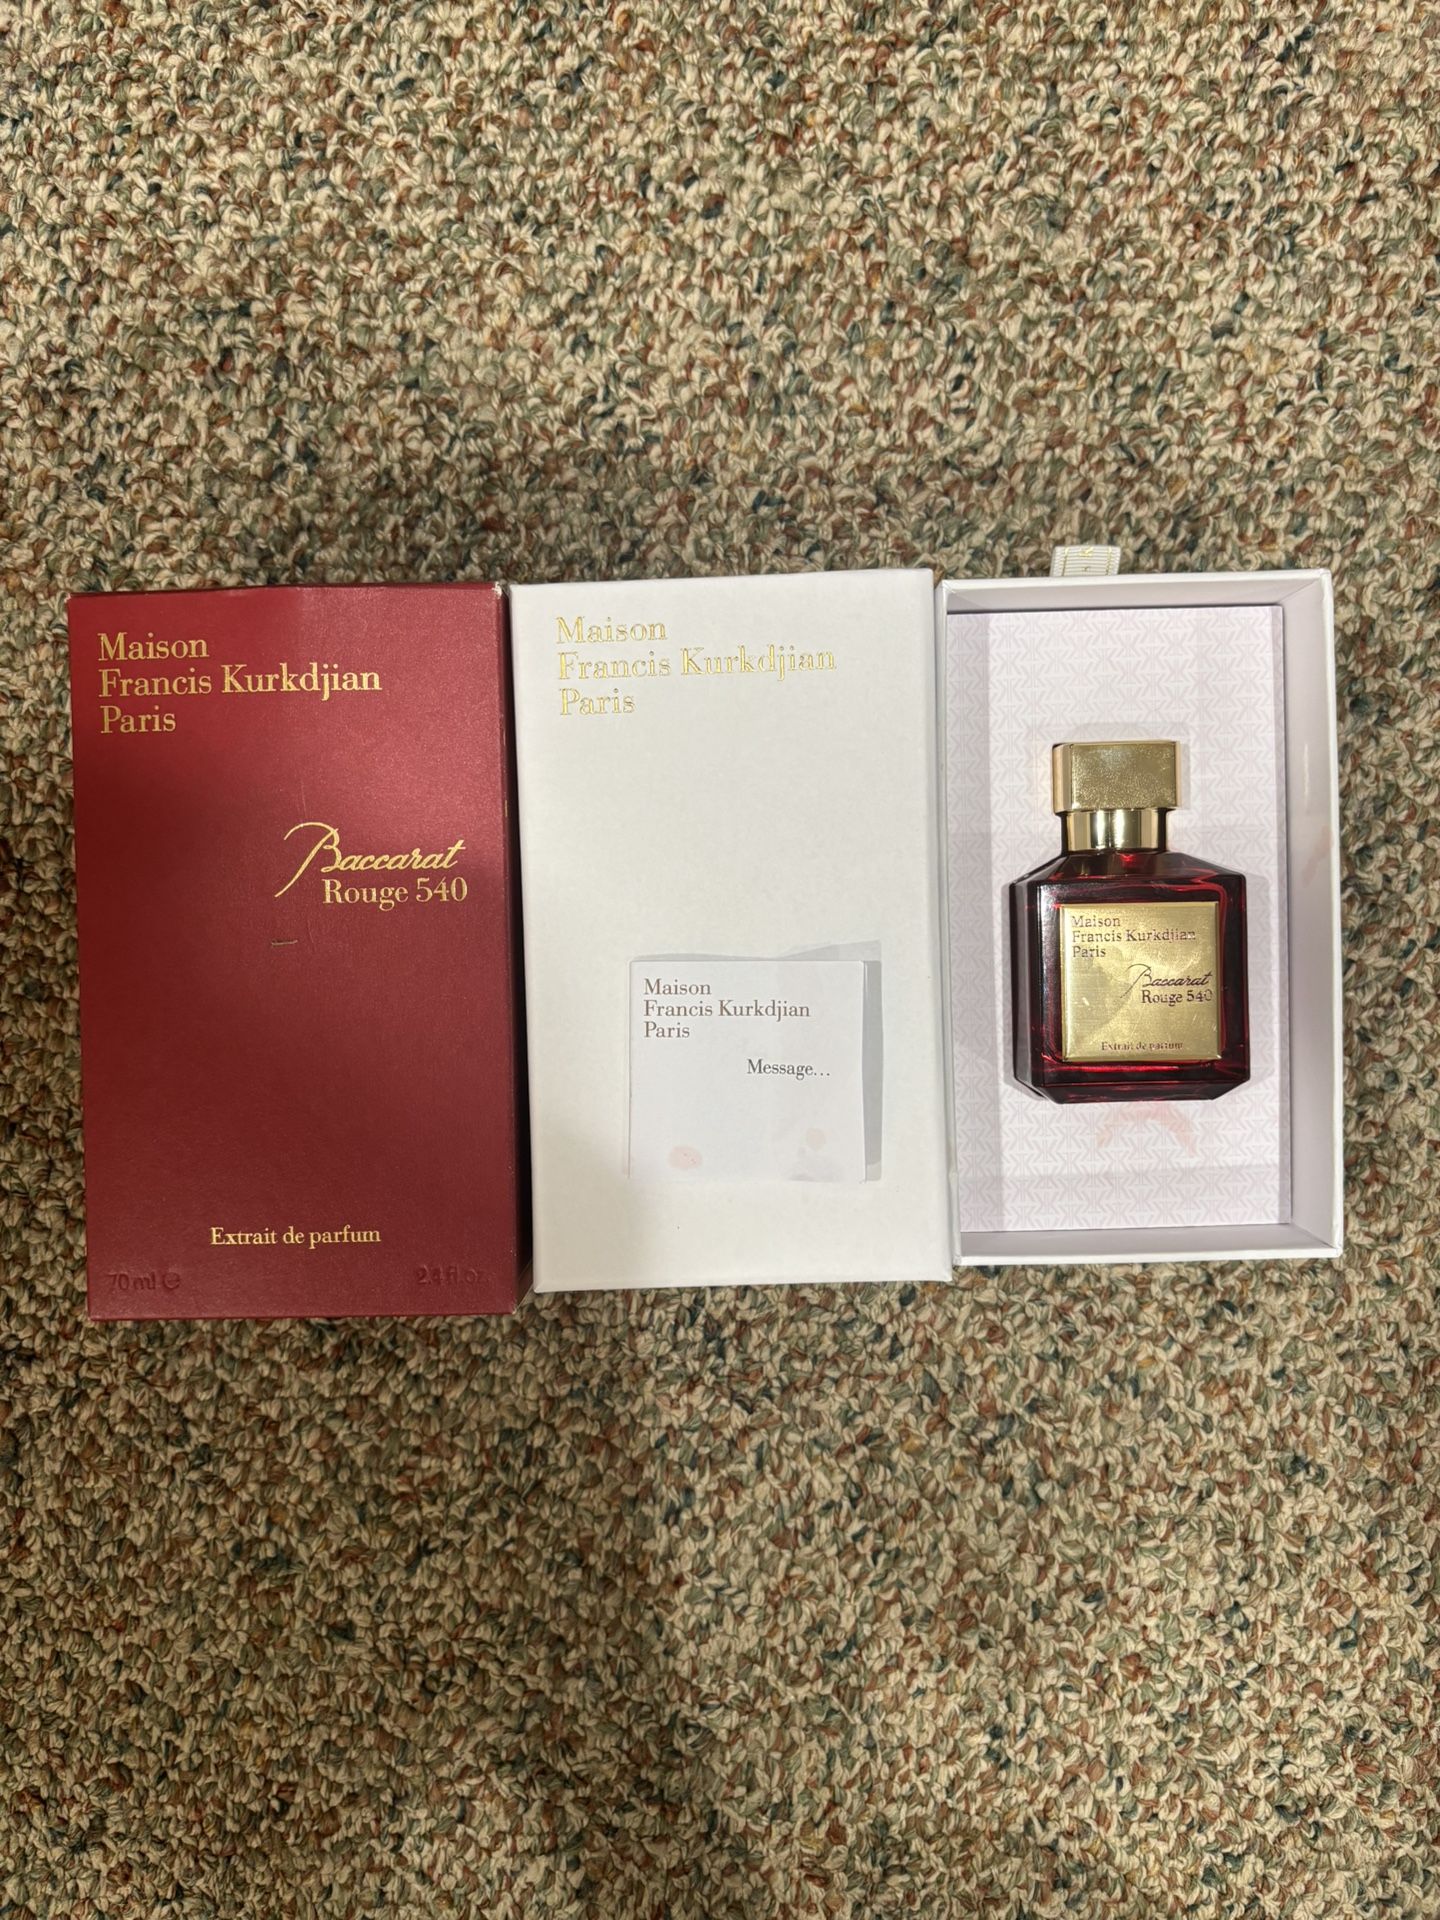 Maison
Francis Kurkdjian
Paris
Baccarat
Rouge 540
Extrait de parfum
70 ml ℮
2.4 fl.oz.
Maison
Francis Kurkdjian
Paris
Maison
Francis Kurkdjian
Paris
Message...
Maison
Francis Kurkdjian
Paris
Baccarat
Rouge 540
Extrait de parfum